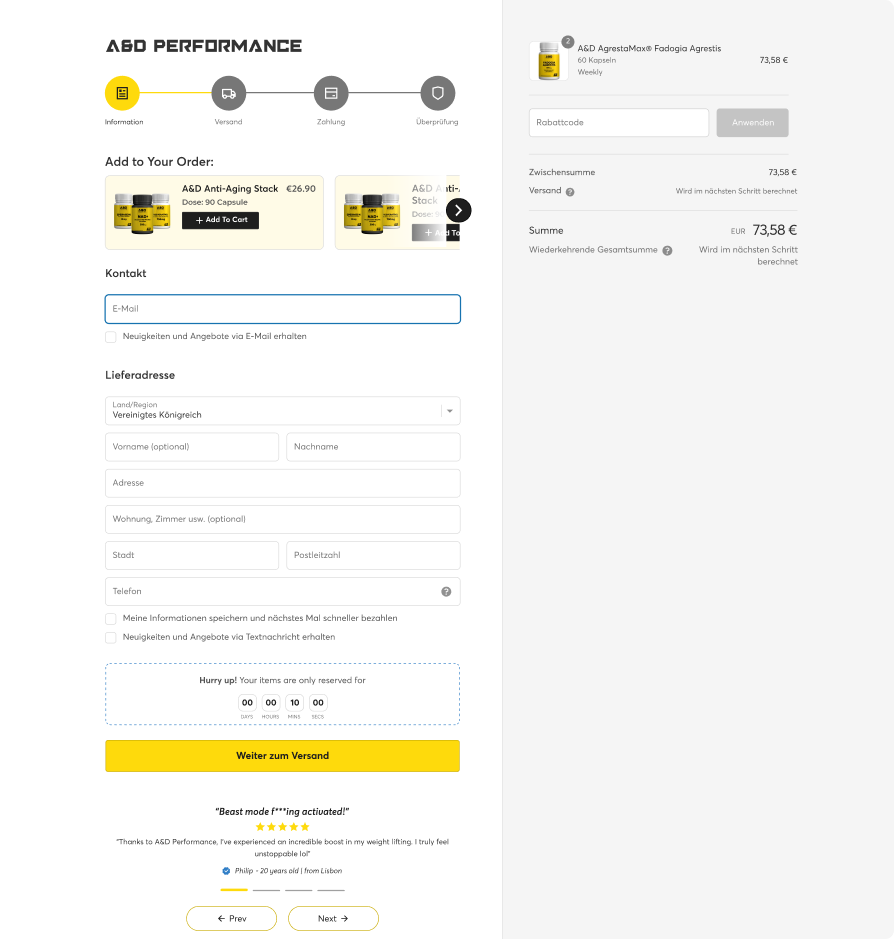 A&D PERFORMANCE
Information
Versand
Zahlung
Überprüfung
Add to Your Order:
A&D Anti-Aging Stack €26.90
Dose: 90 Capsule
+ Add To Cart
A&D Anti-
Stack
Dose:
+ Add To
Kontakt
E-Mail
Neuigkeiten und Angebote via E-Mail erhalten
Lieferadresse
Land/Region
Vereinigtes Königreich
Vorname (optional)
Nachname
Adresse
Wohnung, Zimmer usw. (optional)
Stadt
Postleitzahl
Telefon
?
Meine Informationen speichern und nächstes Mal schneller bezahlen
Neuigkeiten und Angebote via Textnachricht erhalten
Hurry up! Your items are only reserved for
00 00 10 00
DAYS HOURS MINS SECS
Weiter zum Versand
"Beast mode f***ing activated!"
"Thanks to A&D Performance, I've experienced an incredible boost in my weight lifting. I truly feel
unstoppable lol"
Philip - 20 years old | from Lisbon
← Prev
Next →
2
A&D AgrestaMax® Fadogia Agrestis
60 Kapseln
Weekly
73,58 €
Rabattcode
Anwenden
Zwischensumme 73,58 €
Versand ? Wird im nächsten Schritt berechnet
Summe EUR 73,58 €
Wiederkehrende Gesamtsumme ? Wird im nächsten Schritt
berechnet